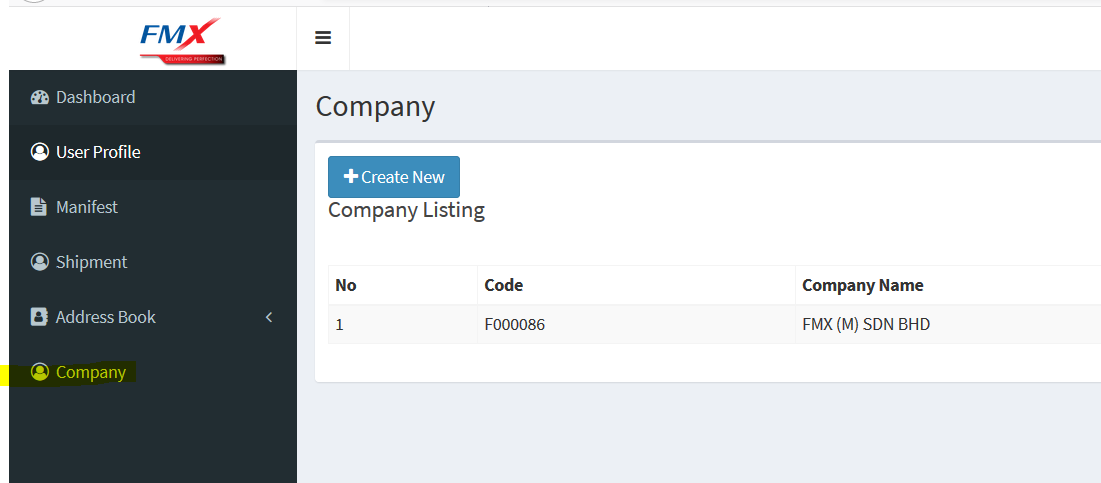 FMX
DELIVERING PERFECTION
Dashboard
User Profile
Manifest
Shipment
Address Book
Company
Company
Create New
Company Listing
No Code Company Name
1 F000086 FMX (M) SDN BHD